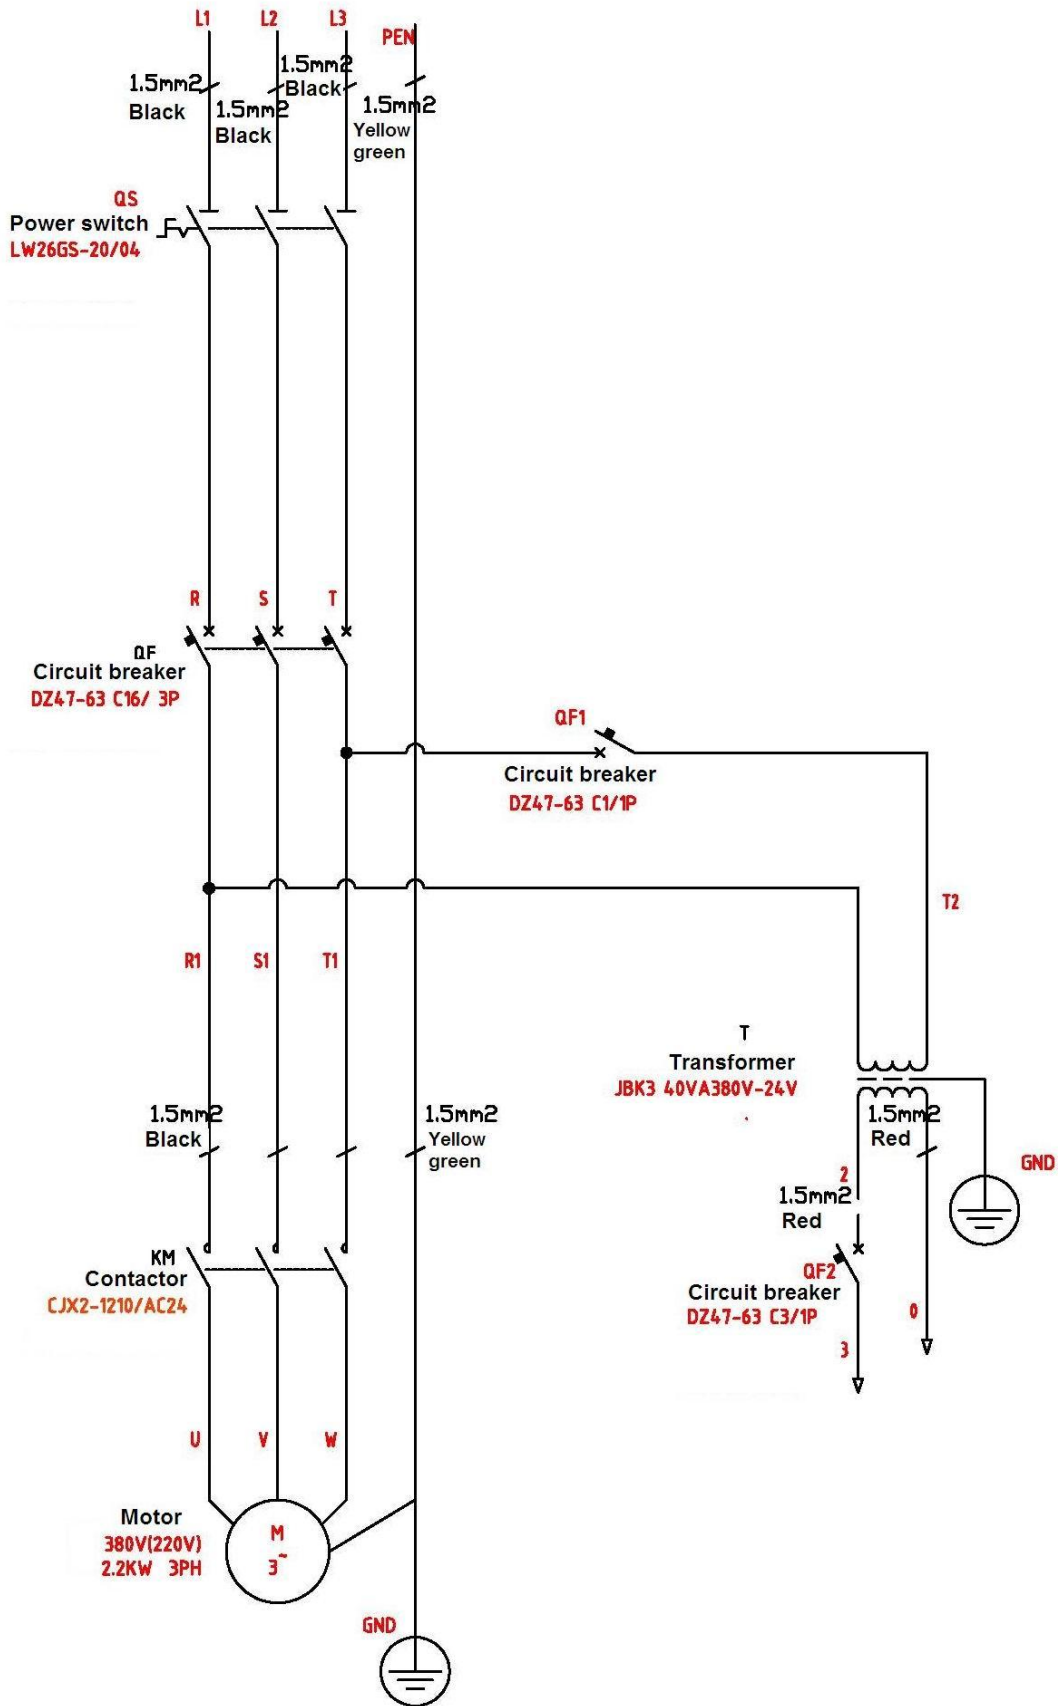 L1
L2
L3
PEN
1.5mm2
Black
1.5mm2
Black
1.5mm2
Black
1.5mm2
Yellow
green
QS
Power switch
LW26GS-20/04
R
S
T
QF
Circuit breaker
DZ47-63 C16/ 3P
QF1
Circuit breaker
DZ47-63 C1/1P
T2
R1
S1
T1
T
Transformer
JBK3 40VA380V-24V
1.5mm2
Black
1.5mm2
Yellow
green
1.5mm2
Red
GND
2
1.5mm2
Red
KM
Contactor
CJX2-1210/AC24
QF2
Circuit breaker
DZ47-63 C3/1P
0
3
U
V
W
Motor
380V(220V)
2.2KW 3PH
M
3~
GND